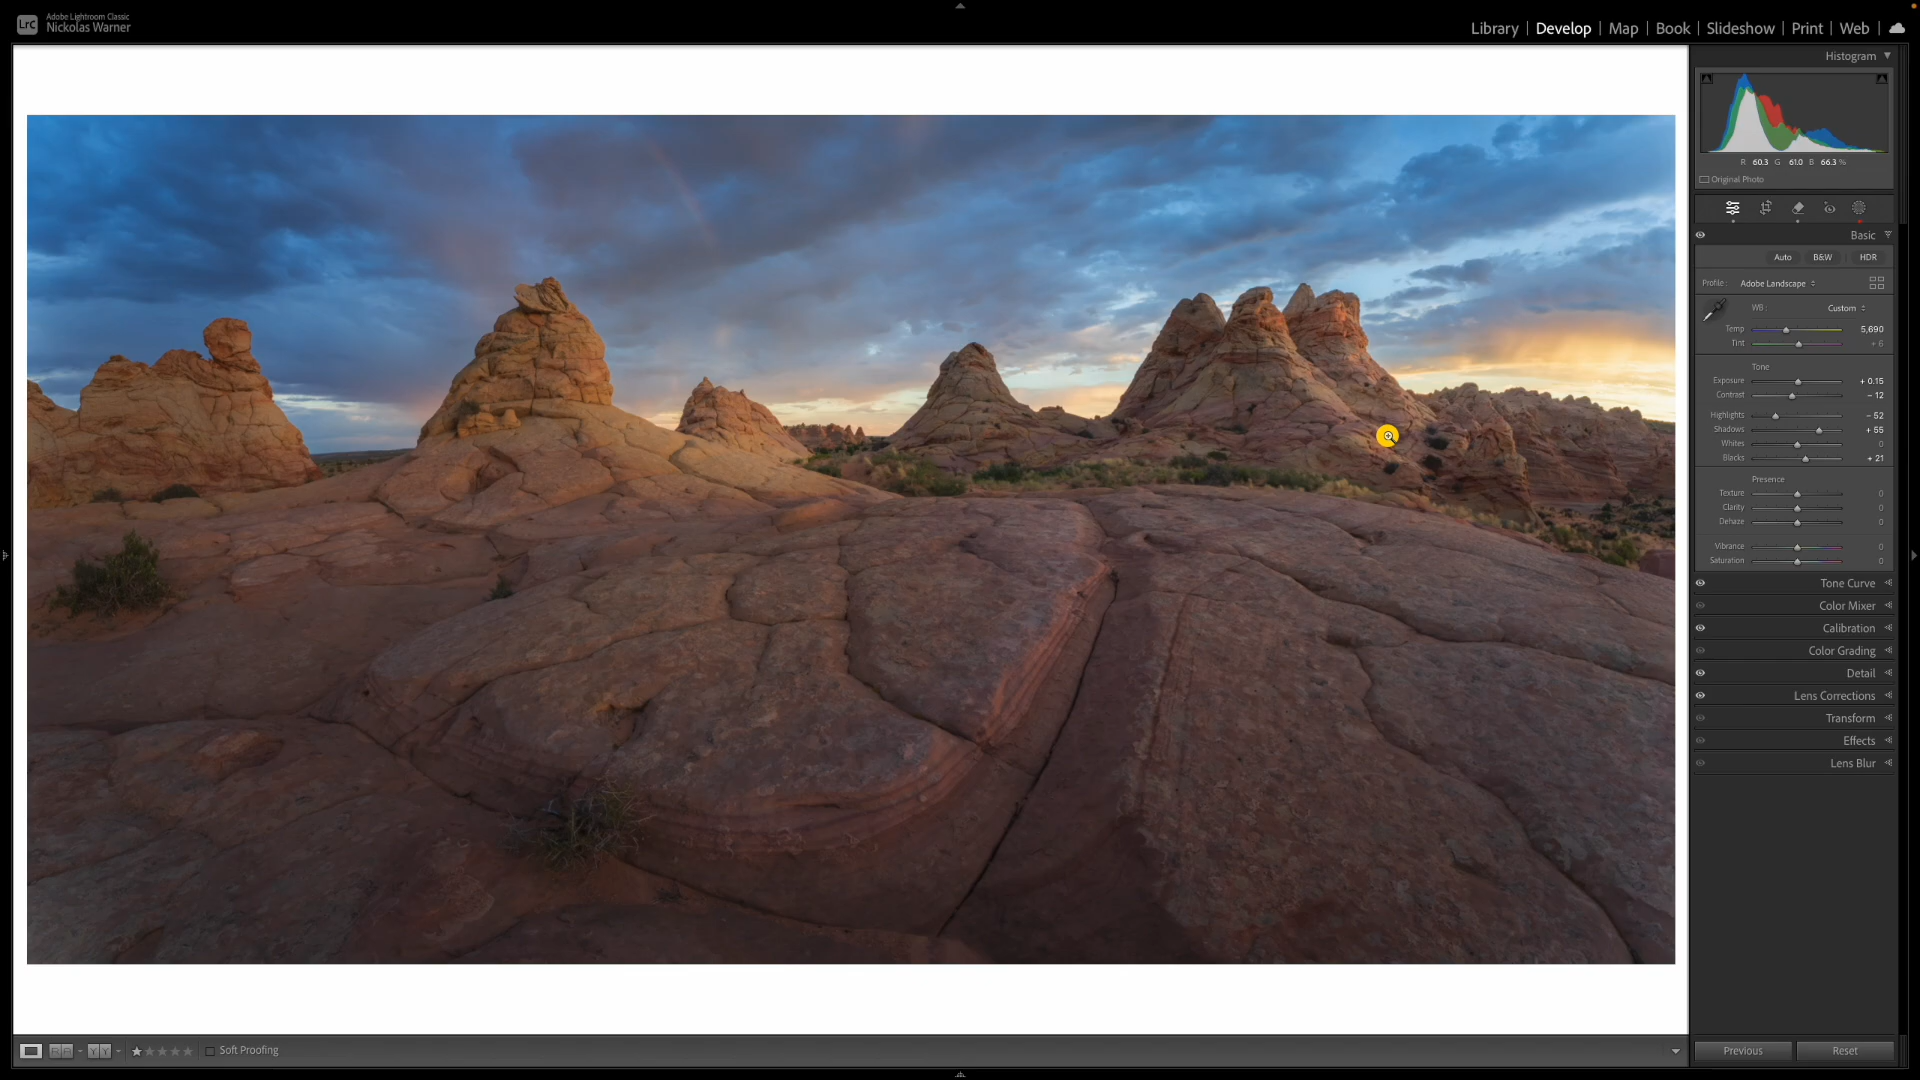 LrC
Adobe Lightroom Classic
Nickolas Warner
Library | Develop | Map | Book | Slideshow | Print | Web |
Histogram
R 60.3 G 61.0 B 66.3 %
Original Photo
Basic
Auto B&W HDR
Profile : Adobe Landscape
WB : Custom
Temp 5,690
Tint + 6
Tone
Exposure + 0.15
Contrast – 12
Highlights – 52
Shadows + 55
Whites 0
Blacks + 21
Presence
Texture 0
Clarity 0
Dehaze 0
Vibrance 0
Saturation 0
Tone Curve
Color Mixer
Calibration
Color Grading
Detail
Lens Corrections
Transform
Effects
Lens Blur
RA YY Soft Proofing
Previous Reset